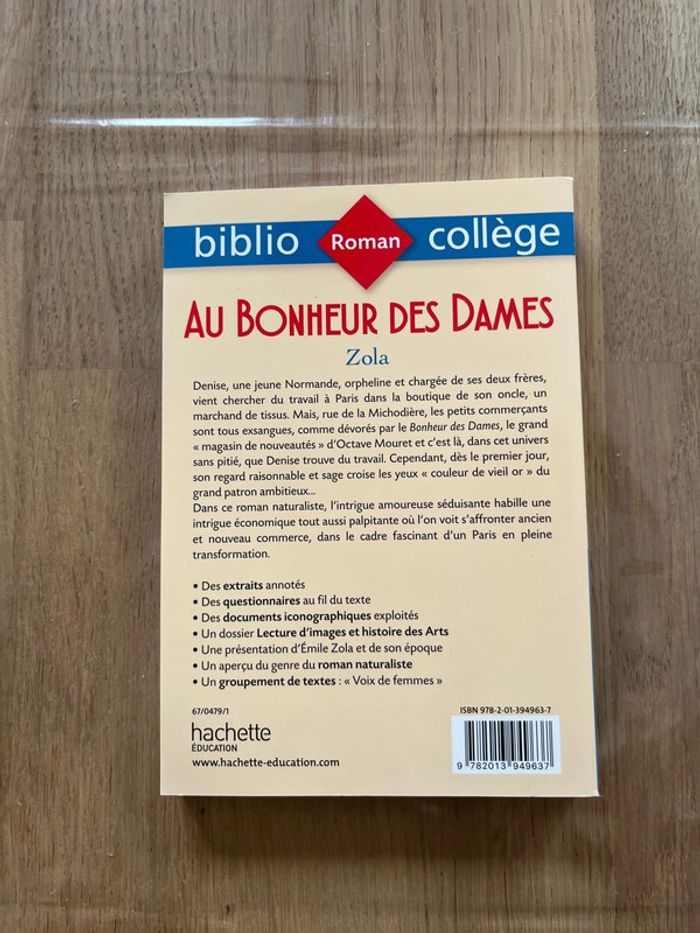 biblio Roman collège
AU BONHEUR DES DAMES
Zola
Denise, une jeune Normande, orpheline et chargée de ses deux frères,
vient chercher du travail à Paris dans la boutique de son oncle, un
marchand de tissus. Mais, rue de la Michodière, les petits commerçants
sont tous exsangues, comme dévorés par le Bonheur des Dames, le grand
« magasin de nouveautés » d'Octave Mouret et c'est là, dans cet univers
sans pitié, que Denise trouve du travail. Cependant, dès le premier jour,
son regard raisonnable et sage croise les yeux « couleur de vieil or » du
grand patron ambitieux...
Dans ce roman naturaliste, l'intrigue amoureuse séduisante habille une
intrigue économique tout aussi palpitante où l'on voit s'affronter ancien
et nouveau commerce, dans le cadre fascinant d'un Paris en pleine
transformation.
• Des extraits annotés
• Des questionnaires au fil du texte
• Des documents iconographiques exploités
• Un dossier Lecture d'images et histoire des Arts
• Une présentation d'Émile Zola et de son époque
• Un aperçu du genre du roman naturaliste
• Un groupement de textes : « Voix de femmes »
67/0479/1
hachette
ÉDUCATION
www.hachette-education.com
ISBN 978-2-01-394963-7
9 782013 949637